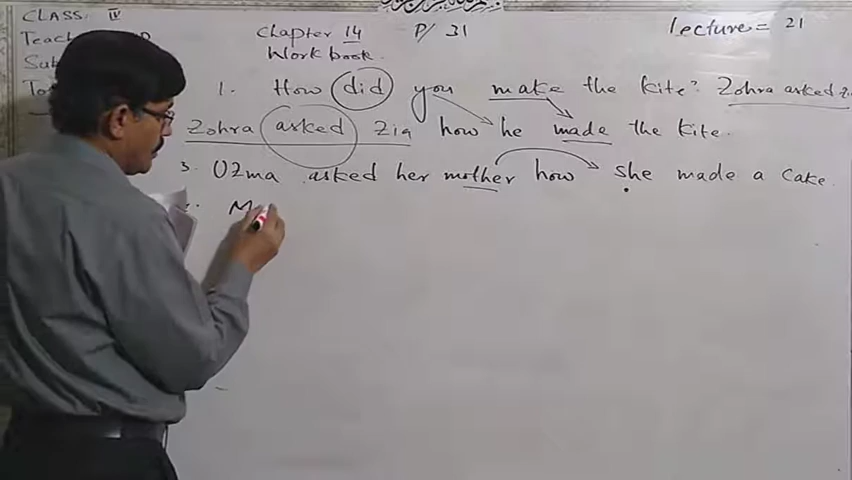 CLASS: IV Chapter 14 P/ 31 Lecture = 21
Work book.
1. How did you make the kite? Zohra asked
Zohra asked Zia how he made the kite.
3. Uzma asked her mother how she made a cake.